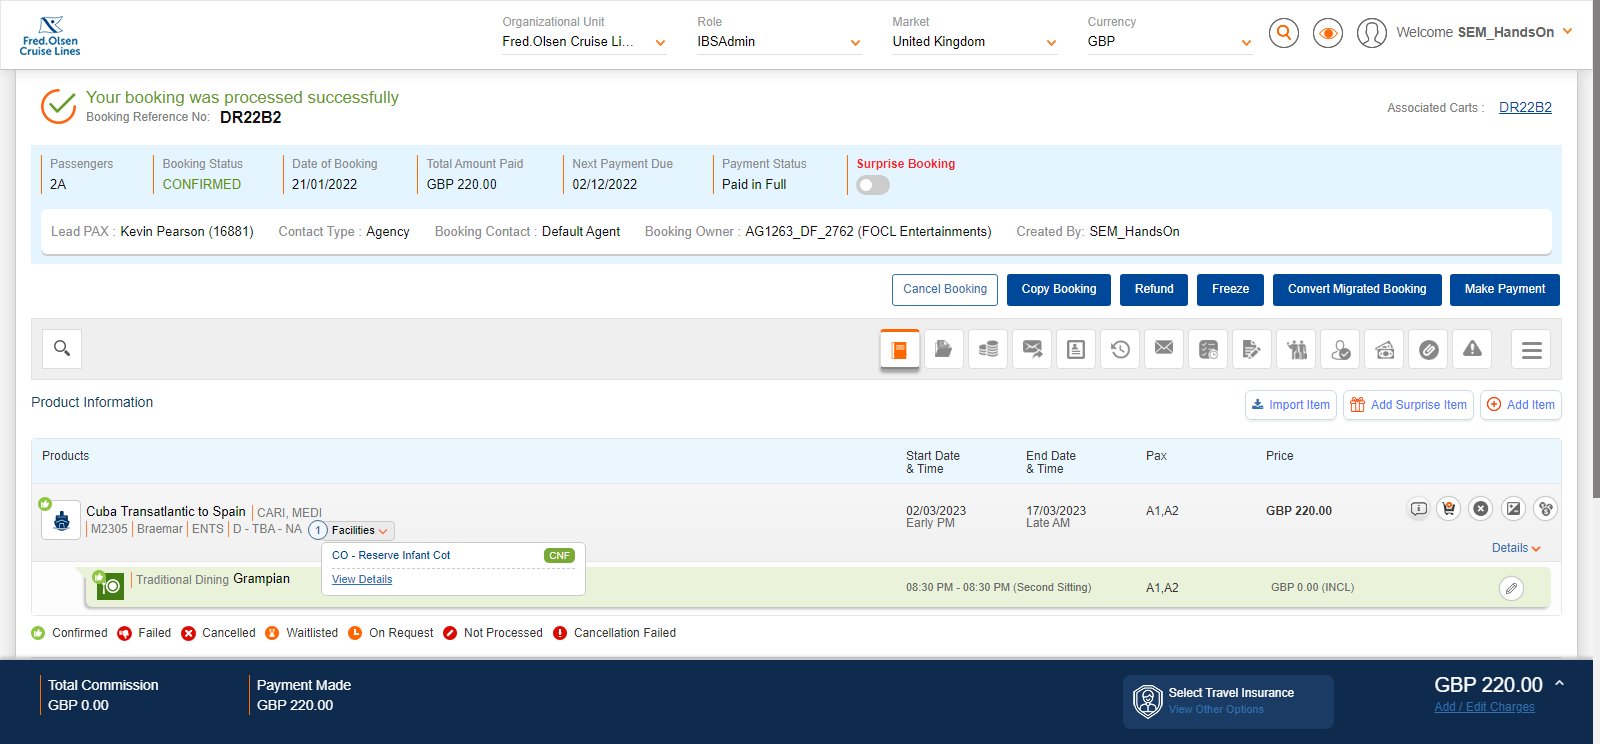 Fred.Olsen
Cruise Lines
Organizational Unit
Fred.Olsen Cruise Li...
Role
IBSAdmin
Market
United Kingdom
Currency
GBP
Welcome SEM_HandsOn
Your booking was processed successfully
Booking Reference No: DR22B2
Associated Carts : DR22B2
Passengers
2A
Booking Status
CONFIRMED
Date of Booking
21/01/2022
Total Amount Paid
GBP 220.00
Next Payment Due
02/12/2022
Payment Status
Paid in Full
Surprise Booking
Lead PAX : Kevin Pearson (16881) Contact Type : Agency Booking Contact : Default Agent Booking Owner : AG1263_DF_2762 (FOCL Entertainments) Created By: SEM_HandsOn
Cancel Booking Copy Booking Refund Freeze Convert Migrated Booking Make Payment
Product Information
Import Item Add Surprise Item Add Item
Products
Start Date
& Time
End Date
& Time
Pax
Price
Cuba Transatlantic to Spain CARI, MEDI
M2305 Braemar ENTS D - TBA - NA 1 Facilities
02/03/2023
Early PM
17/03/2023
Late AM
A1,A2
GBP 220.00
Details
CO - Reserve Infant Cot CNF
View Details
Traditional Dining Grampian
08:30 PM - 08:30 PM (Second Sitting)
A1,A2
GBP 0.00 (INCL)
Confirmed Failed Cancelled Waitlisted On Request Not Processed Cancellation Failed
Total Commission
GBP 0.00
Payment Made
GBP 220.00
Select Travel Insurance
View Other Options
GBP 220.00
Add / Edit Charges